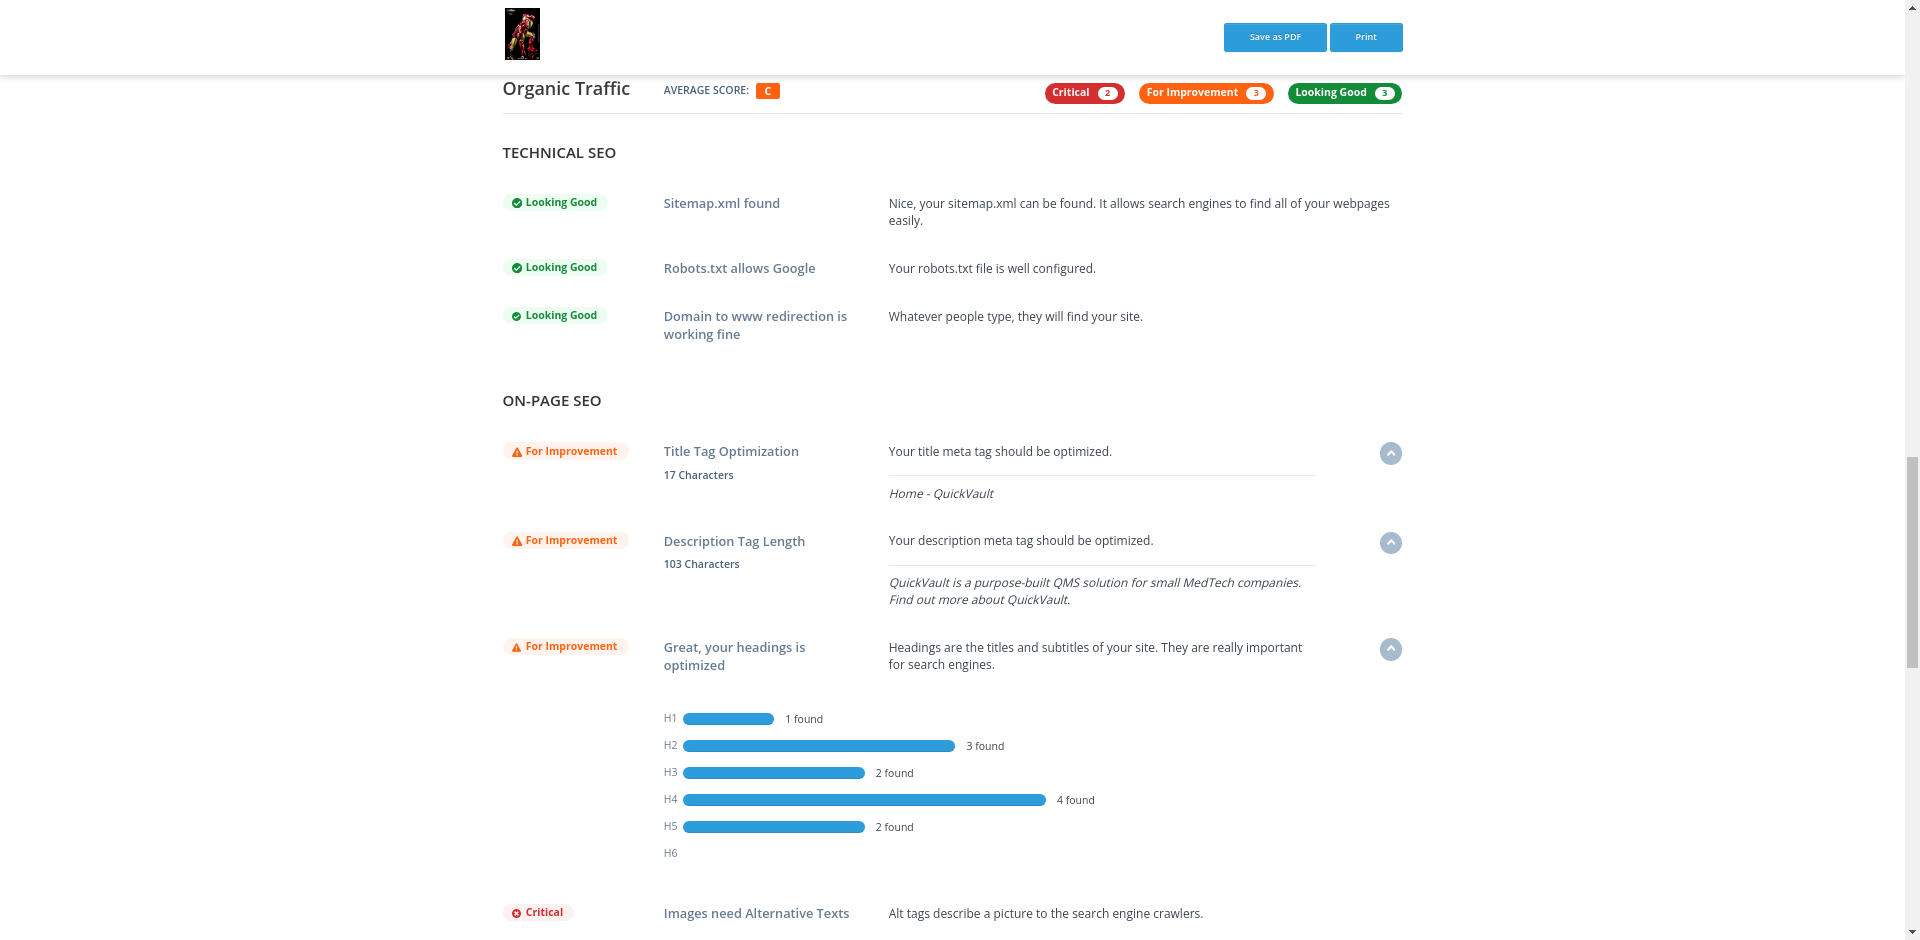 Save as PDF
Print
Organic Traffic
AVERAGE SCORE: C
Critical 2
For Improvement 3
Looking Good 3
TECHNICAL SEO
Looking Good
Sitemap.xml found
Nice, your sitemap.xml can be found. It allows search engines to find all of your webpages
easily.
Looking Good
Robots.txt allows Google
Your robots.txt file is well configured.
Looking Good
Domain to www redirection is
working fine
Whatever people type, they will find your site.
ON-PAGE SEO
For Improvement
Title Tag Optimization
17 Characters
Your title meta tag should be optimized.
Home - QuickVault
For Improvement
Description Tag Length
103 Characters
Your description meta tag should be optimized.
QuickVault is a purpose-built QMS solution for small MedTech companies.
Find out more about QuickVault.
For Improvement
Great, your headings is
optimized
Headings are the titles and subtitles of your site. They are really important
for search engines.
H1 1 found
H2 3 found
H3 2 found
H4 4 found
H5 2 found
H6
Critical
Images need Alternative Texts
Alt tags describe a picture to the search engine crawlers.